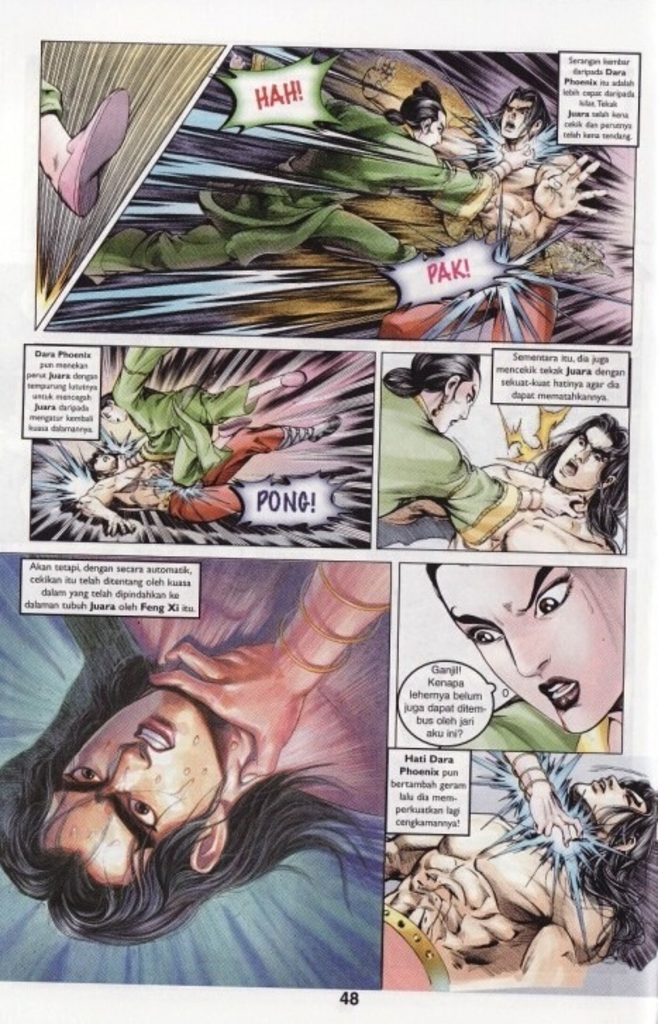 Serangan kembar
daripada Dara
Phoenix itu adalah
lebih cepat daripada
kilat. Tekak
Juara telah kena
cekik dan perutnya
telah kena tendang.
HAH!
PAK!
Dara Phoenix
pun menekan
perut Juara dengan
tempurung lututnya
untuk mencegah
Juara daripada
mengatur kembali
kuasa dalamannya.
PONG!
Sementara itu, dia juga
mencekik tekak Juara dengan
sekuat-kuat hatinya agar dia
dapat mematahkannya.
Akan tetapi, dengan secara automatik,
cekikan itu telah ditentang oleh kuasa
dalam yang telah dipindahkan ke
dalaman tubuh Juara oleh Feng Xi itu.
Ganjil!
Kenapa
lehernya belum
juga dapat ditem-
bus oleh jari
aku ini?
Hati Dara
Phoenix pun
bertambah geram
lalu dia mem-
perkuatkan lagi
cengkamannya!
48